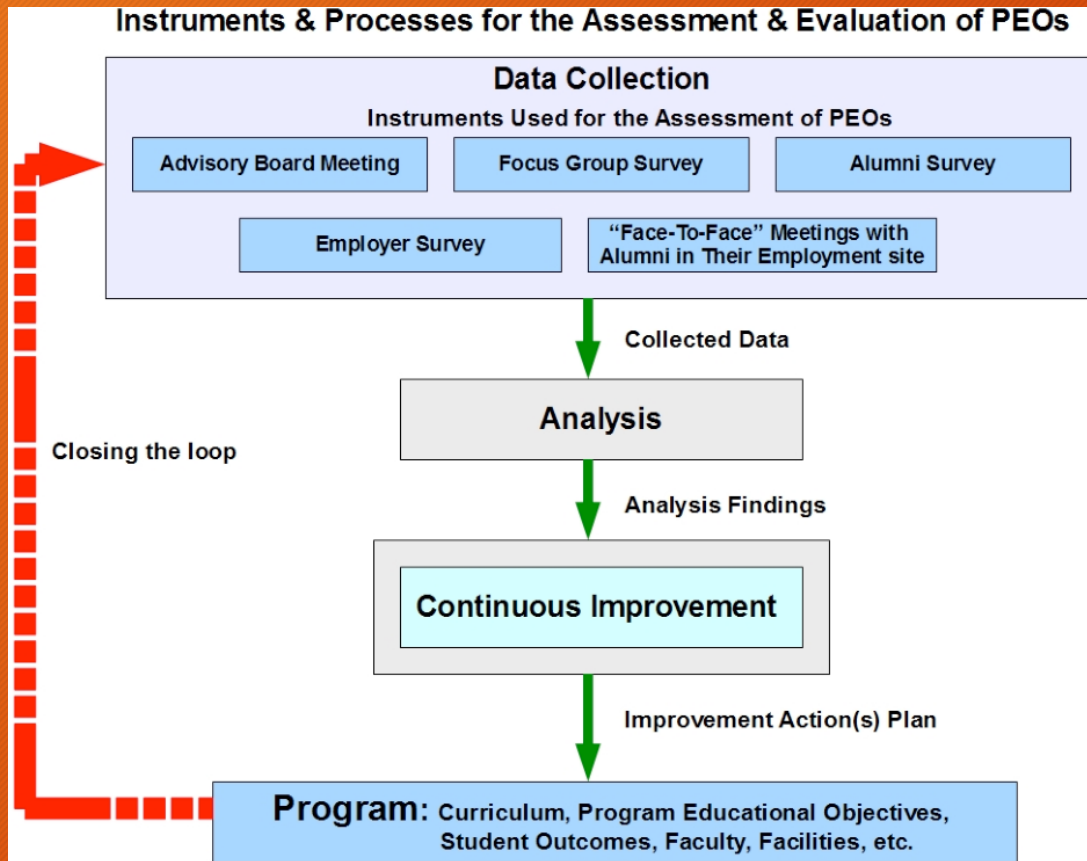 Instruments & Processes for the Assessment & Evaluation of PEOs
Data Collection
Instruments Used for the Assessment of PEOs
Advisory Board Meeting
Focus Group Survey
Alumni Survey
Employer Survey
“Face-To-Face” Meetings with
Alumni in Their Employment site
Collected Data
Analysis
Closing the loop
Analysis Findings
Continuous Improvement
Improvement Action(s) Plan
Program: Curriculum, Program Educational Objectives,
Student Outcomes, Faculty, Facilities, etc.